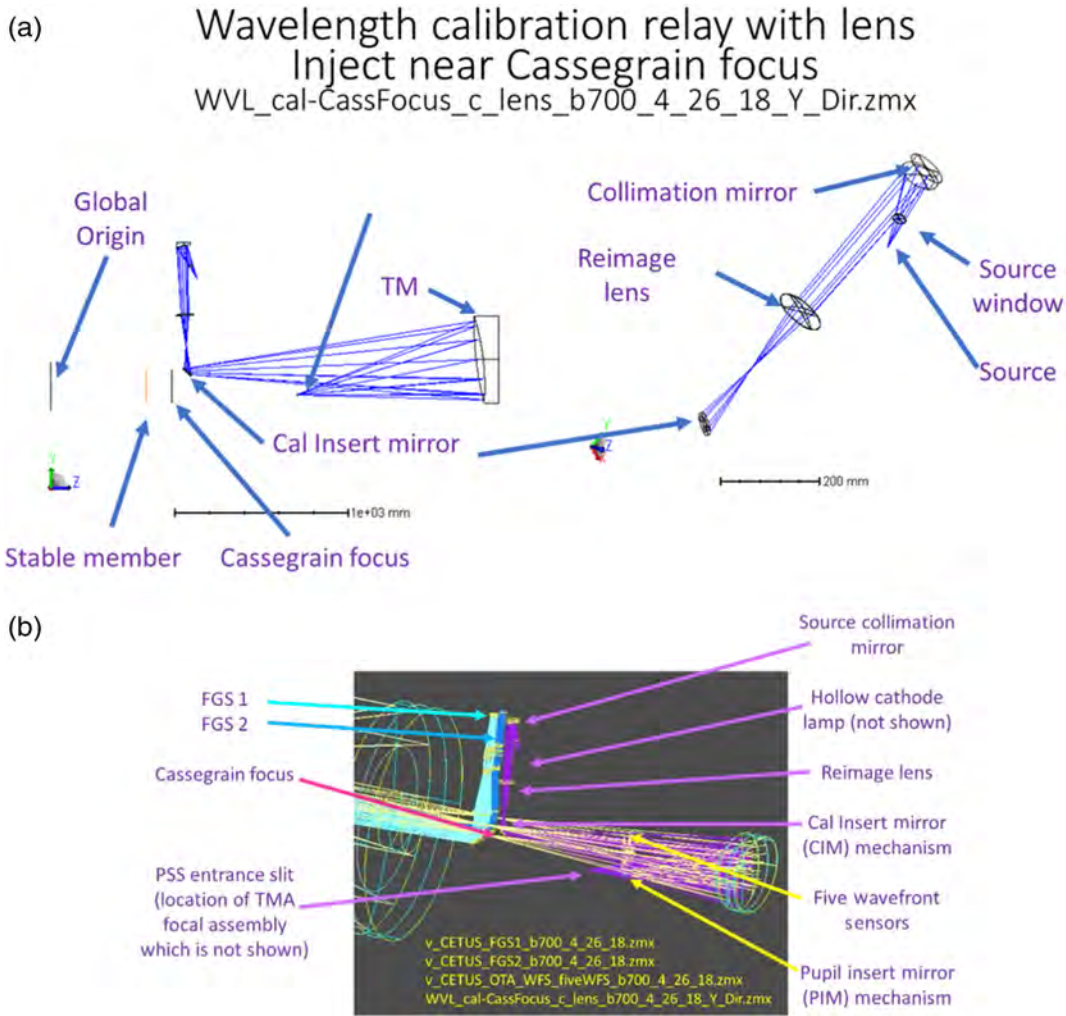 (a)
Wavelength calibration relay with lens
Inject near Cassegrain focus
WVL_cal-CassFocus_c_lens_b700_4_26_18_Y_Dir.zmx
Global
Origin
TM
Cal Insert mirror
Y
Z
1e+03 mm
Stable member
Cassegrain focus
Collimation mirror
Reimage
lens
Source
window
Source
Y
Z
X
200 mm
(b)
FGS 1
FGS 2
Cassegrain focus
PSS entrance slit
(location of TMA
focal assembly
which is not shown)
Source collimation
mirror
Hollow cathode
lamp (not shown)
Reimage lens
Cal Insert mirror
(CIM) mechanism
Five wavefront
sensors
Pupil insert mirror
(PIM) mechanism
v_CETUS_FGS1_b700_4_26_18.zmx
v_CETUS_FGS2_b700_4_26_18.zmx
v_CETUS_OTA_WFS_fiveWFS_b700_4_26_18.zmx
WVL_cal-CassFocus_c_lens_b700_4_26_18_Y_Dir.zmx